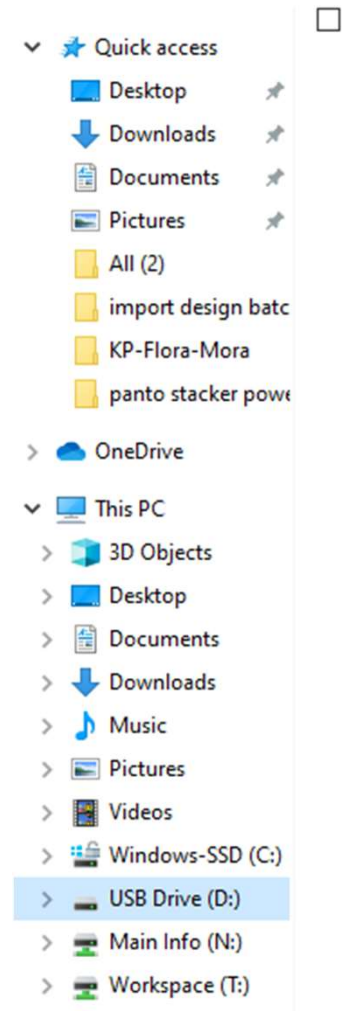 Quick access
Desktop
Downloads
Documents
Pictures
All (2)
import design batc
KP-Flora-Mora
panto stacker powe
OneDrive
This PC
3D Objects
Desktop
Documents
Downloads
Music
Pictures
Videos
Windows-SSD (C:)
USB Drive (D:)
Main Info (N:)
Workspace (T:)